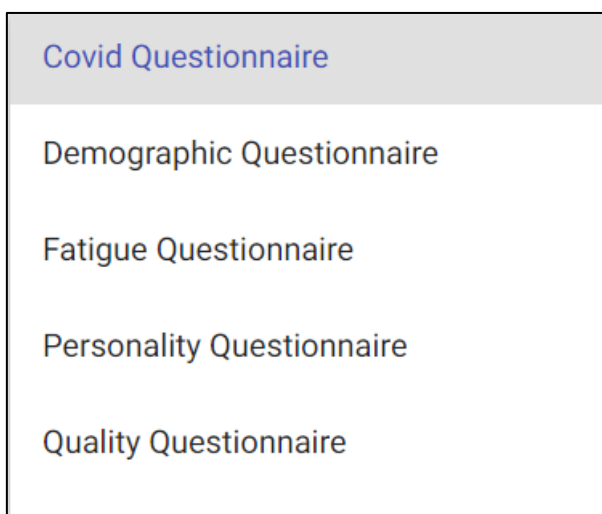 Covid Questionnaire
Demographic Questionnaire
Fatigue Questionnaire
Personality Questionnaire
Quality Questionnaire